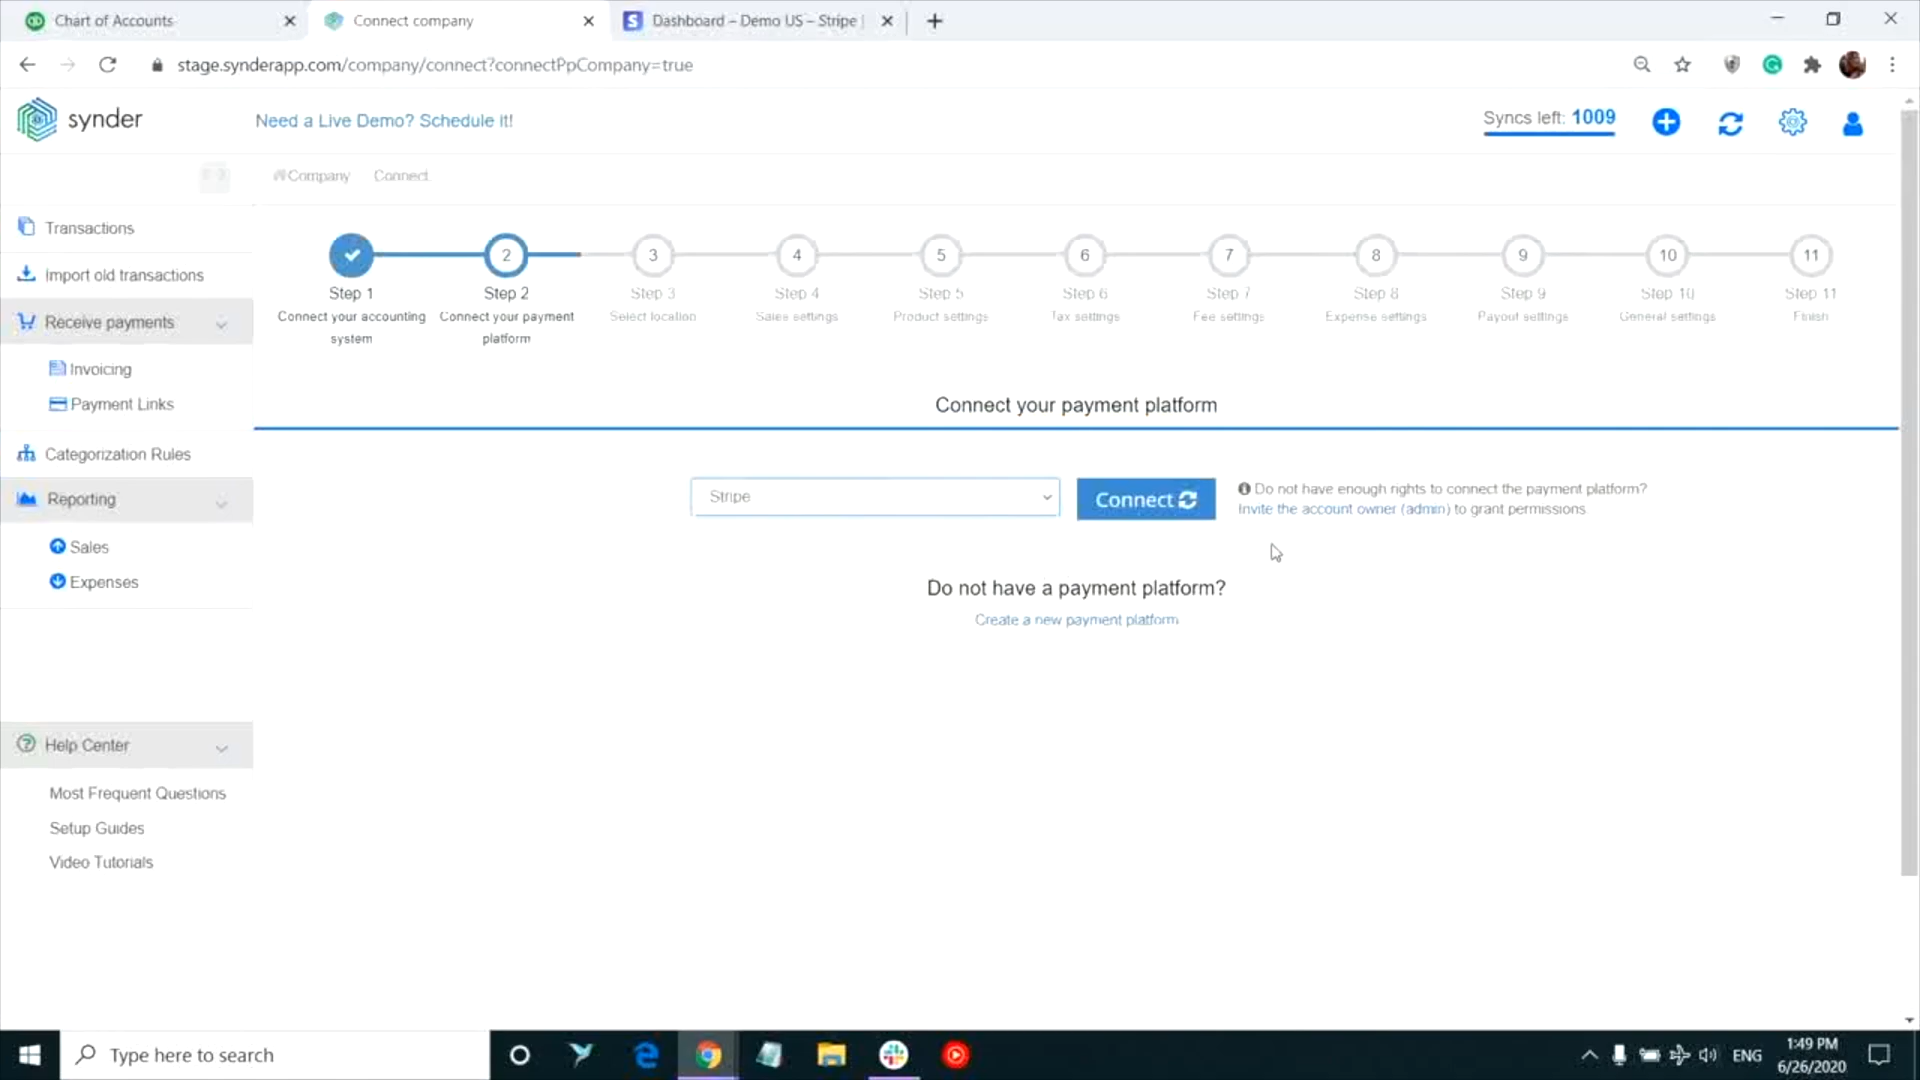 Chart of Accounts
Connect company
Dashboard – Demo US – Stripe |
stage.synderapp.com/company/connect?connectPpCompany=true
synder
Need a Live Demo? Schedule it!
Syncs left: 1009
Company
Connect
Transactions
Import old transactions
Receive payments
Invoicing
Payment Links
Categorization Rules
Reporting
Sales
Expenses
Help Center
Most Frequent Questions
Setup Guides
Video Tutorials
2
3
4
5
6
7
8
9
10
11
Step 1
Step 2
Step 3
Step 4
Step 5
Step 6
Step 7
Step 8
Step 9
Step 10
Step 11
Connect your accounting
system
Connect your payment
platform
Select location
Sales settings
Product settings
Tax settings
Fee settings
Expense settings
Payout settings
General settings
Finish
Connect your payment platform
Stripe
Connect
Do not have enough rights to connect the payment platform?
Invite the account owner (admin) to grant permissions
Do not have a payment platform?
Create a new payment platform
Type here to search
ENG
1:49 PM
6/26/2020